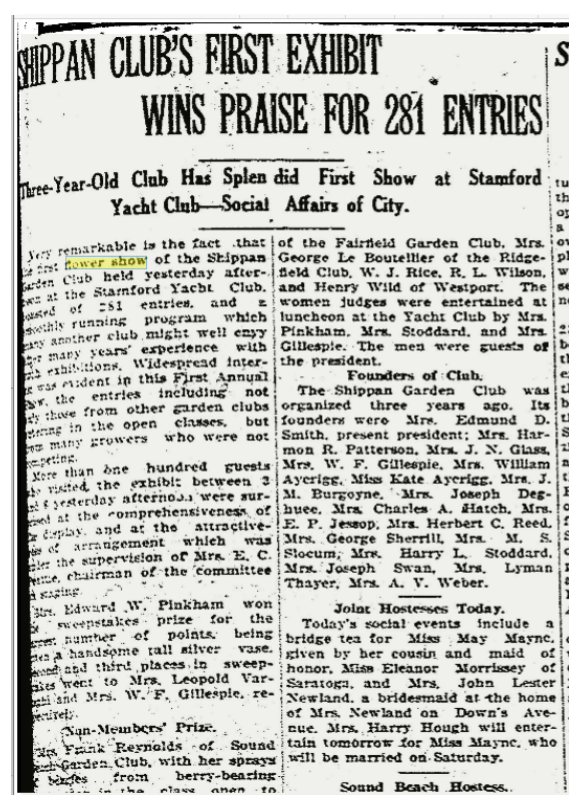 SHIPPAN CLUB'S FIRST EXHIBIT
WINS PRAISE FOR 281 ENTRIES
Three-Year-Old Club Has Splendid First Show at Stamford
Yacht Club—Social Affairs of City.
Very remarkable is the fact that
first flower show of the Shippan
Garden Club held yesterday after-
at the Stamford Yacht Club.
of 281 entries, and a
running program which
another club might well envy
many years' experience with
exhibitions. Widespread inter-
was evident in this First Annual
the entries including not
those from other garden clubs
in the open classes, but
many growers who were not
More than one hundred guests
visited the exhibit between 3
yesterday afternoon were sur-
at the comprehensiveness of
display, and at the attractive-
of arrangement which was
the supervision of Mrs. E. C.
chairman of the committee
staging.
Mrs. Edward W. Pinkham won
sweepstakes prize for the
number of points, being
a handsome tall silver vase.
and third places in sweep-
went to Mrs. Leopold Var-
and Mrs. W. F. Gillespie, re-
Non-Members' Prize.
Frank Reynolds of Sound
Garden Club, with her sprays
from berry-bearing
in the class open to
of the Fairfield Garden Club, Mrs.
George Le Boutellier of the Ridge-
field Club, W. J. Rice, R. L. Wilson,
and Henry Wild of Westport. The
women judges were entertained at
luncheon at the Yacht Club by Mrs.
Pinkham, Mrs. Stoddard, and Mrs.
Gillespie. The men were guests of
the president.
Founders of Club.
The Shippan Garden Club was
organized three years ago. Its
founders were Mrs. Edmund D.
Smith, present president; Mrs. Har-
mon R. Patterson, Mrs. J. N. Glass,
Mrs. W. F. Gillespie, Mrs. William
Aycrigg, Miss Kate Aycrigg, Mrs. J.
M. Burgoyne, Mrs. Joseph Deg-
huee, Mrs. Charles A. Hatch, Mrs.
E. P. Jessop, Mrs. Herbert C. Reed,
Mrs. George Sherrill, Mrs. M. S.
Slocum, Mrs. Harry L. Stoddard,
Mrs. Joseph Swan, Mrs. Lyman
Thayer, Mrs. A. V. Weber.
Joint Hostesses Today.
Today's social events include a
bridge tea for Miss May Mayne,
given by her cousin and maid of
honor, Miss Eleanor Morrissey of
Saratoga, and Mrs. John Lester
Newland, a bridesmaid at the home
of Mrs. Newland on Down's Ave-
nue. Mrs. Harry Hough will enter-
tain tomorrow for Miss Mayne, who
will be married on Saturday.
Sound Beach Hostess.